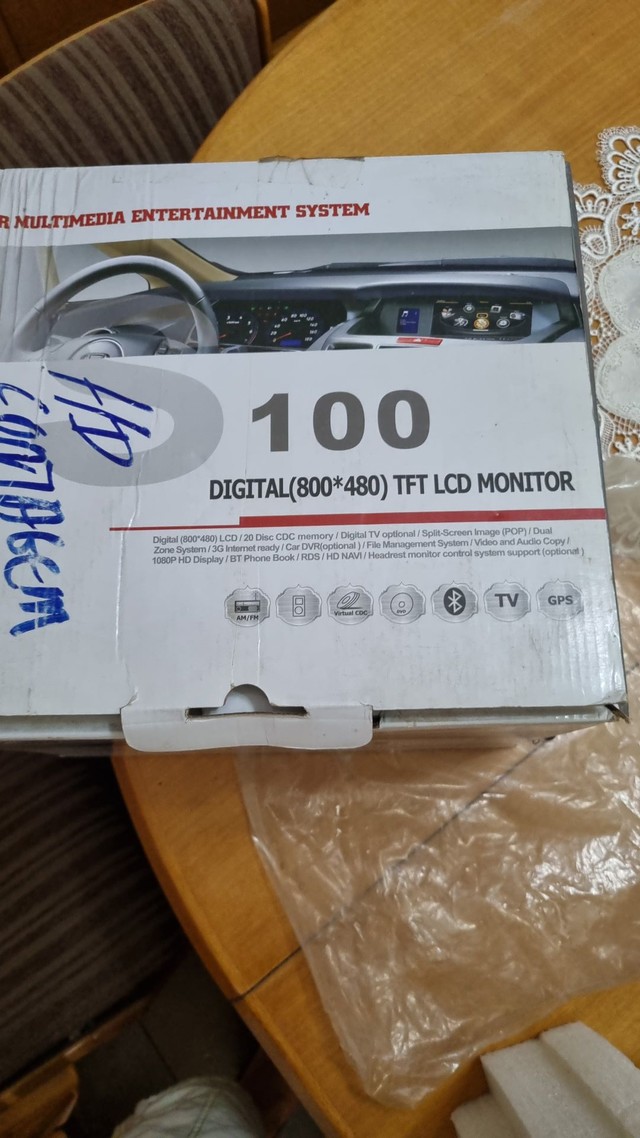 R MULTIMEDIA ENTERTAINMENT SYSTEM
100
DIGITAL(800*480) TFT LCD MONITOR
Digital (800*480) LCD / 20 Disc CDC memory / Digital TV optional / Split-Screen Image (POP) / Dual
Zone System / 3G Internet ready / Car DVR(optional ) / File Management System / Video and Audio Copy /
1080P HD Display / BT Phone Book / RDS / HD NAVI / Headrest monitor control system support (optional )
AM/FM
Virtual CDC
DVD
TV
GPS